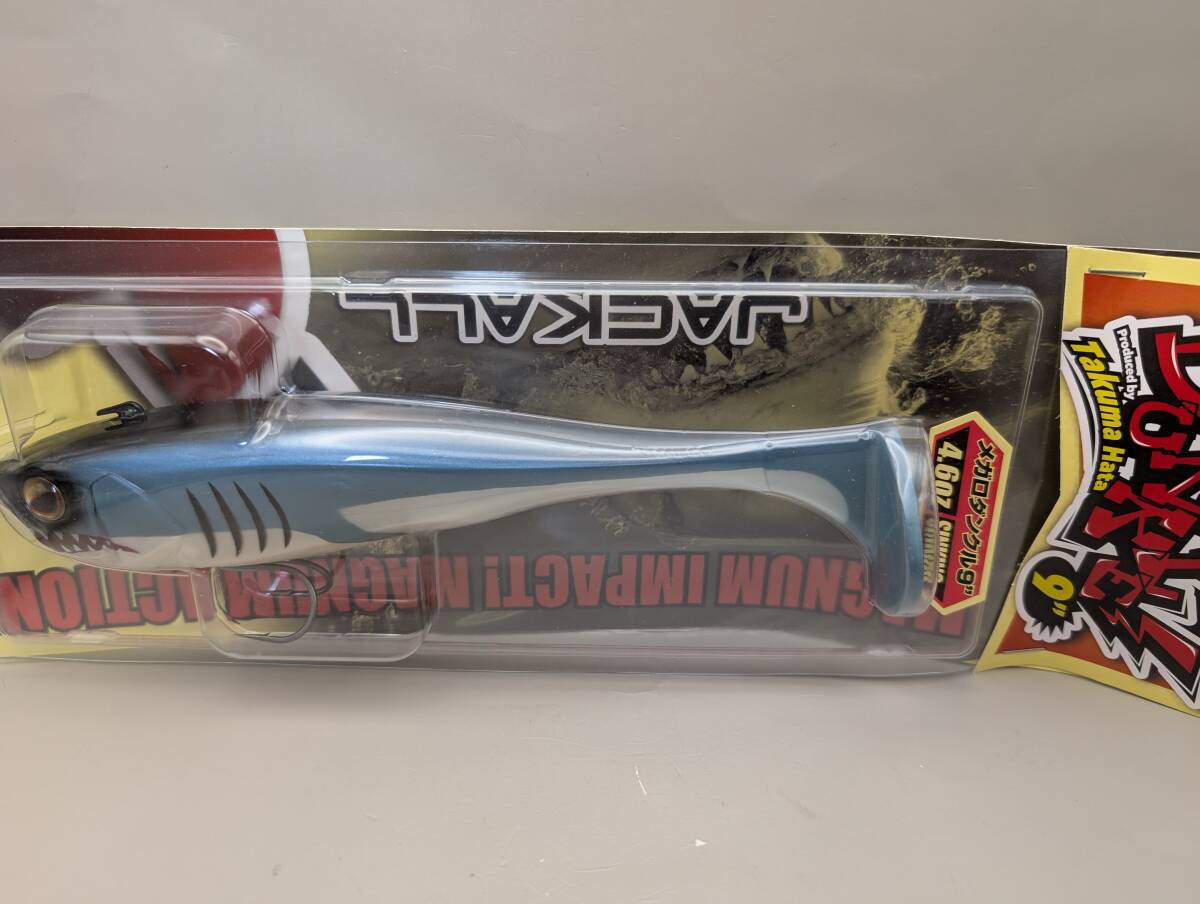 JACKALL
MAGNUM IMPACT! MAGNUM ACTION
メガロダンクル9"
4.6oz
Produced by
Takuma Hata
DUNKLE
9"